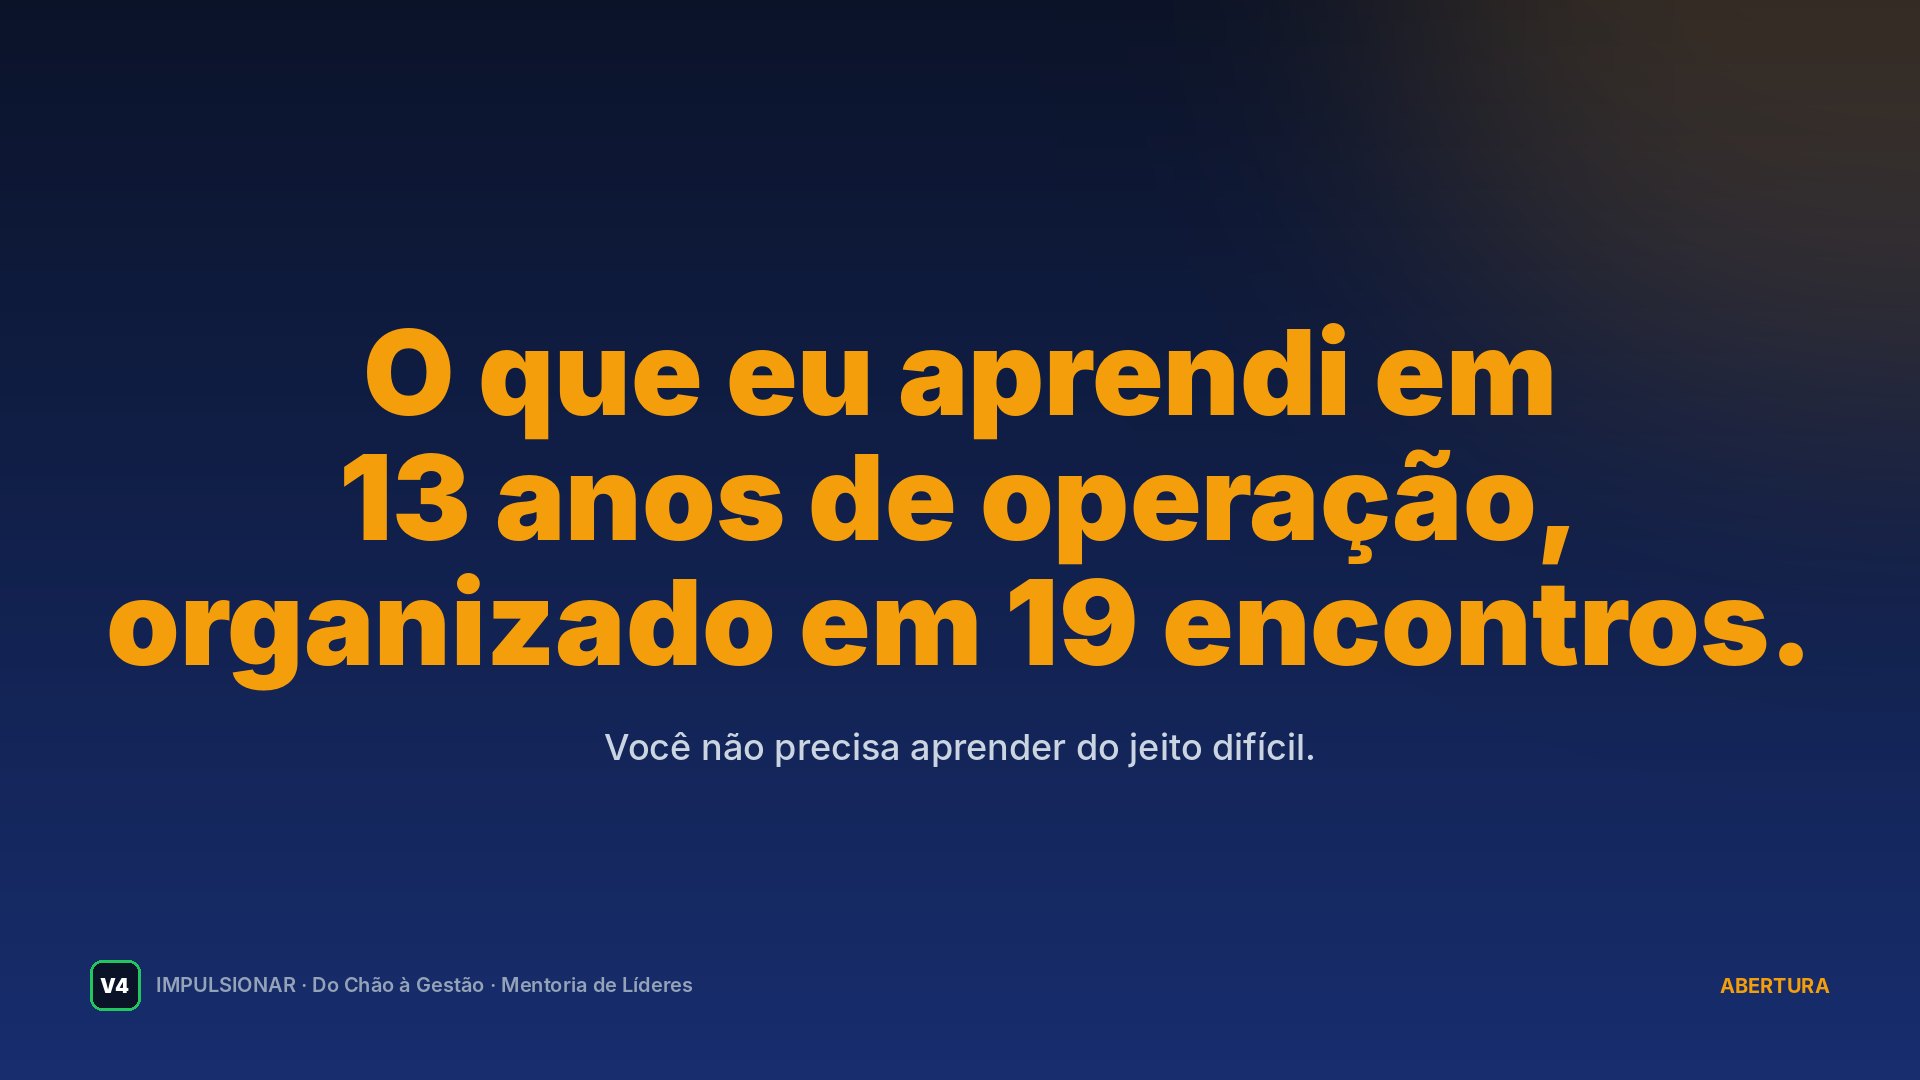 O que eu aprendi em
13 anos de operação,
organizado em 19 encontros.
Você não precisa aprender do jeito difícil.
V4 IMPULSIONAR · Do Chão à Gestão · Mentoria de Líderes
ABERTURA